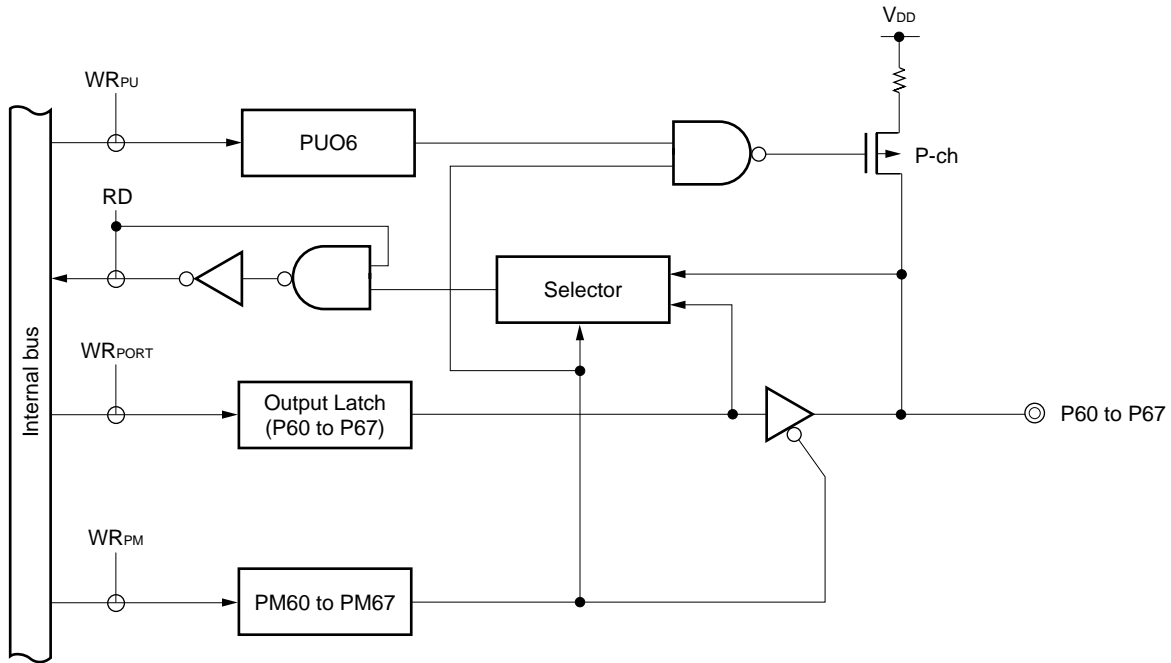 VDD
WRPU
PUO6
P-ch
RD
Selector
WRPORT
Internal bus
Output Latch
(P60 to P67)
P60 to P67
WRPM
PM60 to PM67